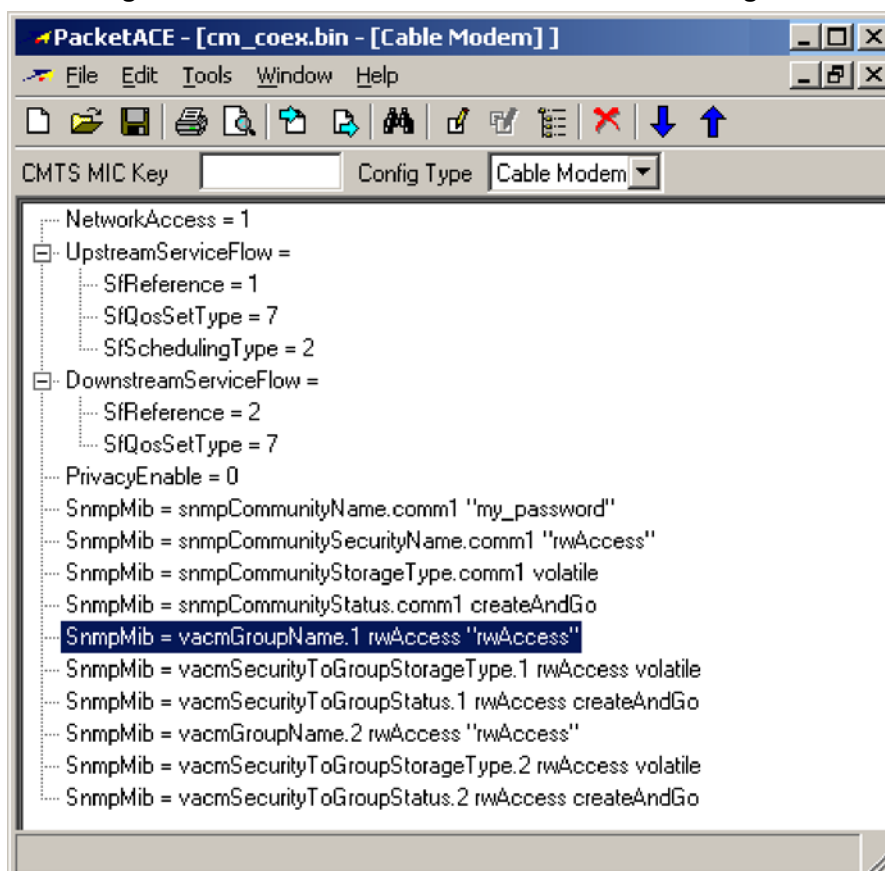 PacketACE - [cm_coex.bin - [Cable Modem] ]
File Edit Tools Window Help
CMTS MIC Key Config Type Cable Modem
NetworkAccess = 1
UpstreamServiceFlow =
SfReference = 1
SfQosSetType = 7
SfSchedulingType = 2
DownstreamServiceFlow =
SfReference = 2
SfQosSetType = 7
PrivacyEnable = 0
SnmpMib = snmpCommunityName.comm1 "my_password"
SnmpMib = snmpCommunitySecurityName.comm1 "rwAccess"
SnmpMib = snmpCommunityStorageType.comm1 volatile
SnmpMib = snmpCommunityStatus.comm1 createAndGo
SnmpMib = vacmGroupName.1 rwAccess "rwAccess"
SnmpMib = vacmSecurityToGroupStorageType.1 rwAccess volatile
SnmpMib = vacmSecurityToGroupStatus.1 rwAccess createAndGo
SnmpMib = vacmGroupName.2 rwAccess "rwAccess"
SnmpMib = vacmSecurityToGroupStorageType.2 rwAccess volatile
SnmpMib = vacmSecurityToGroupStatus.2 rwAccess createAndGo